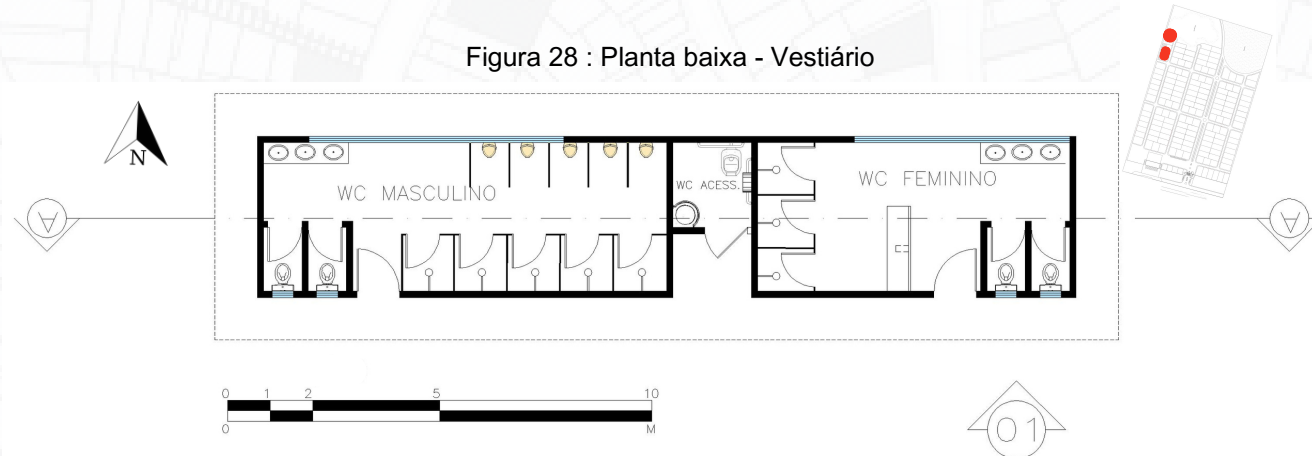 Figura 28 : Planta baixa - Vestiário
N
WC MASCULINO
WC ACESS.
WC FEMININO
A
A
0 1 2 5 10
0 M
01